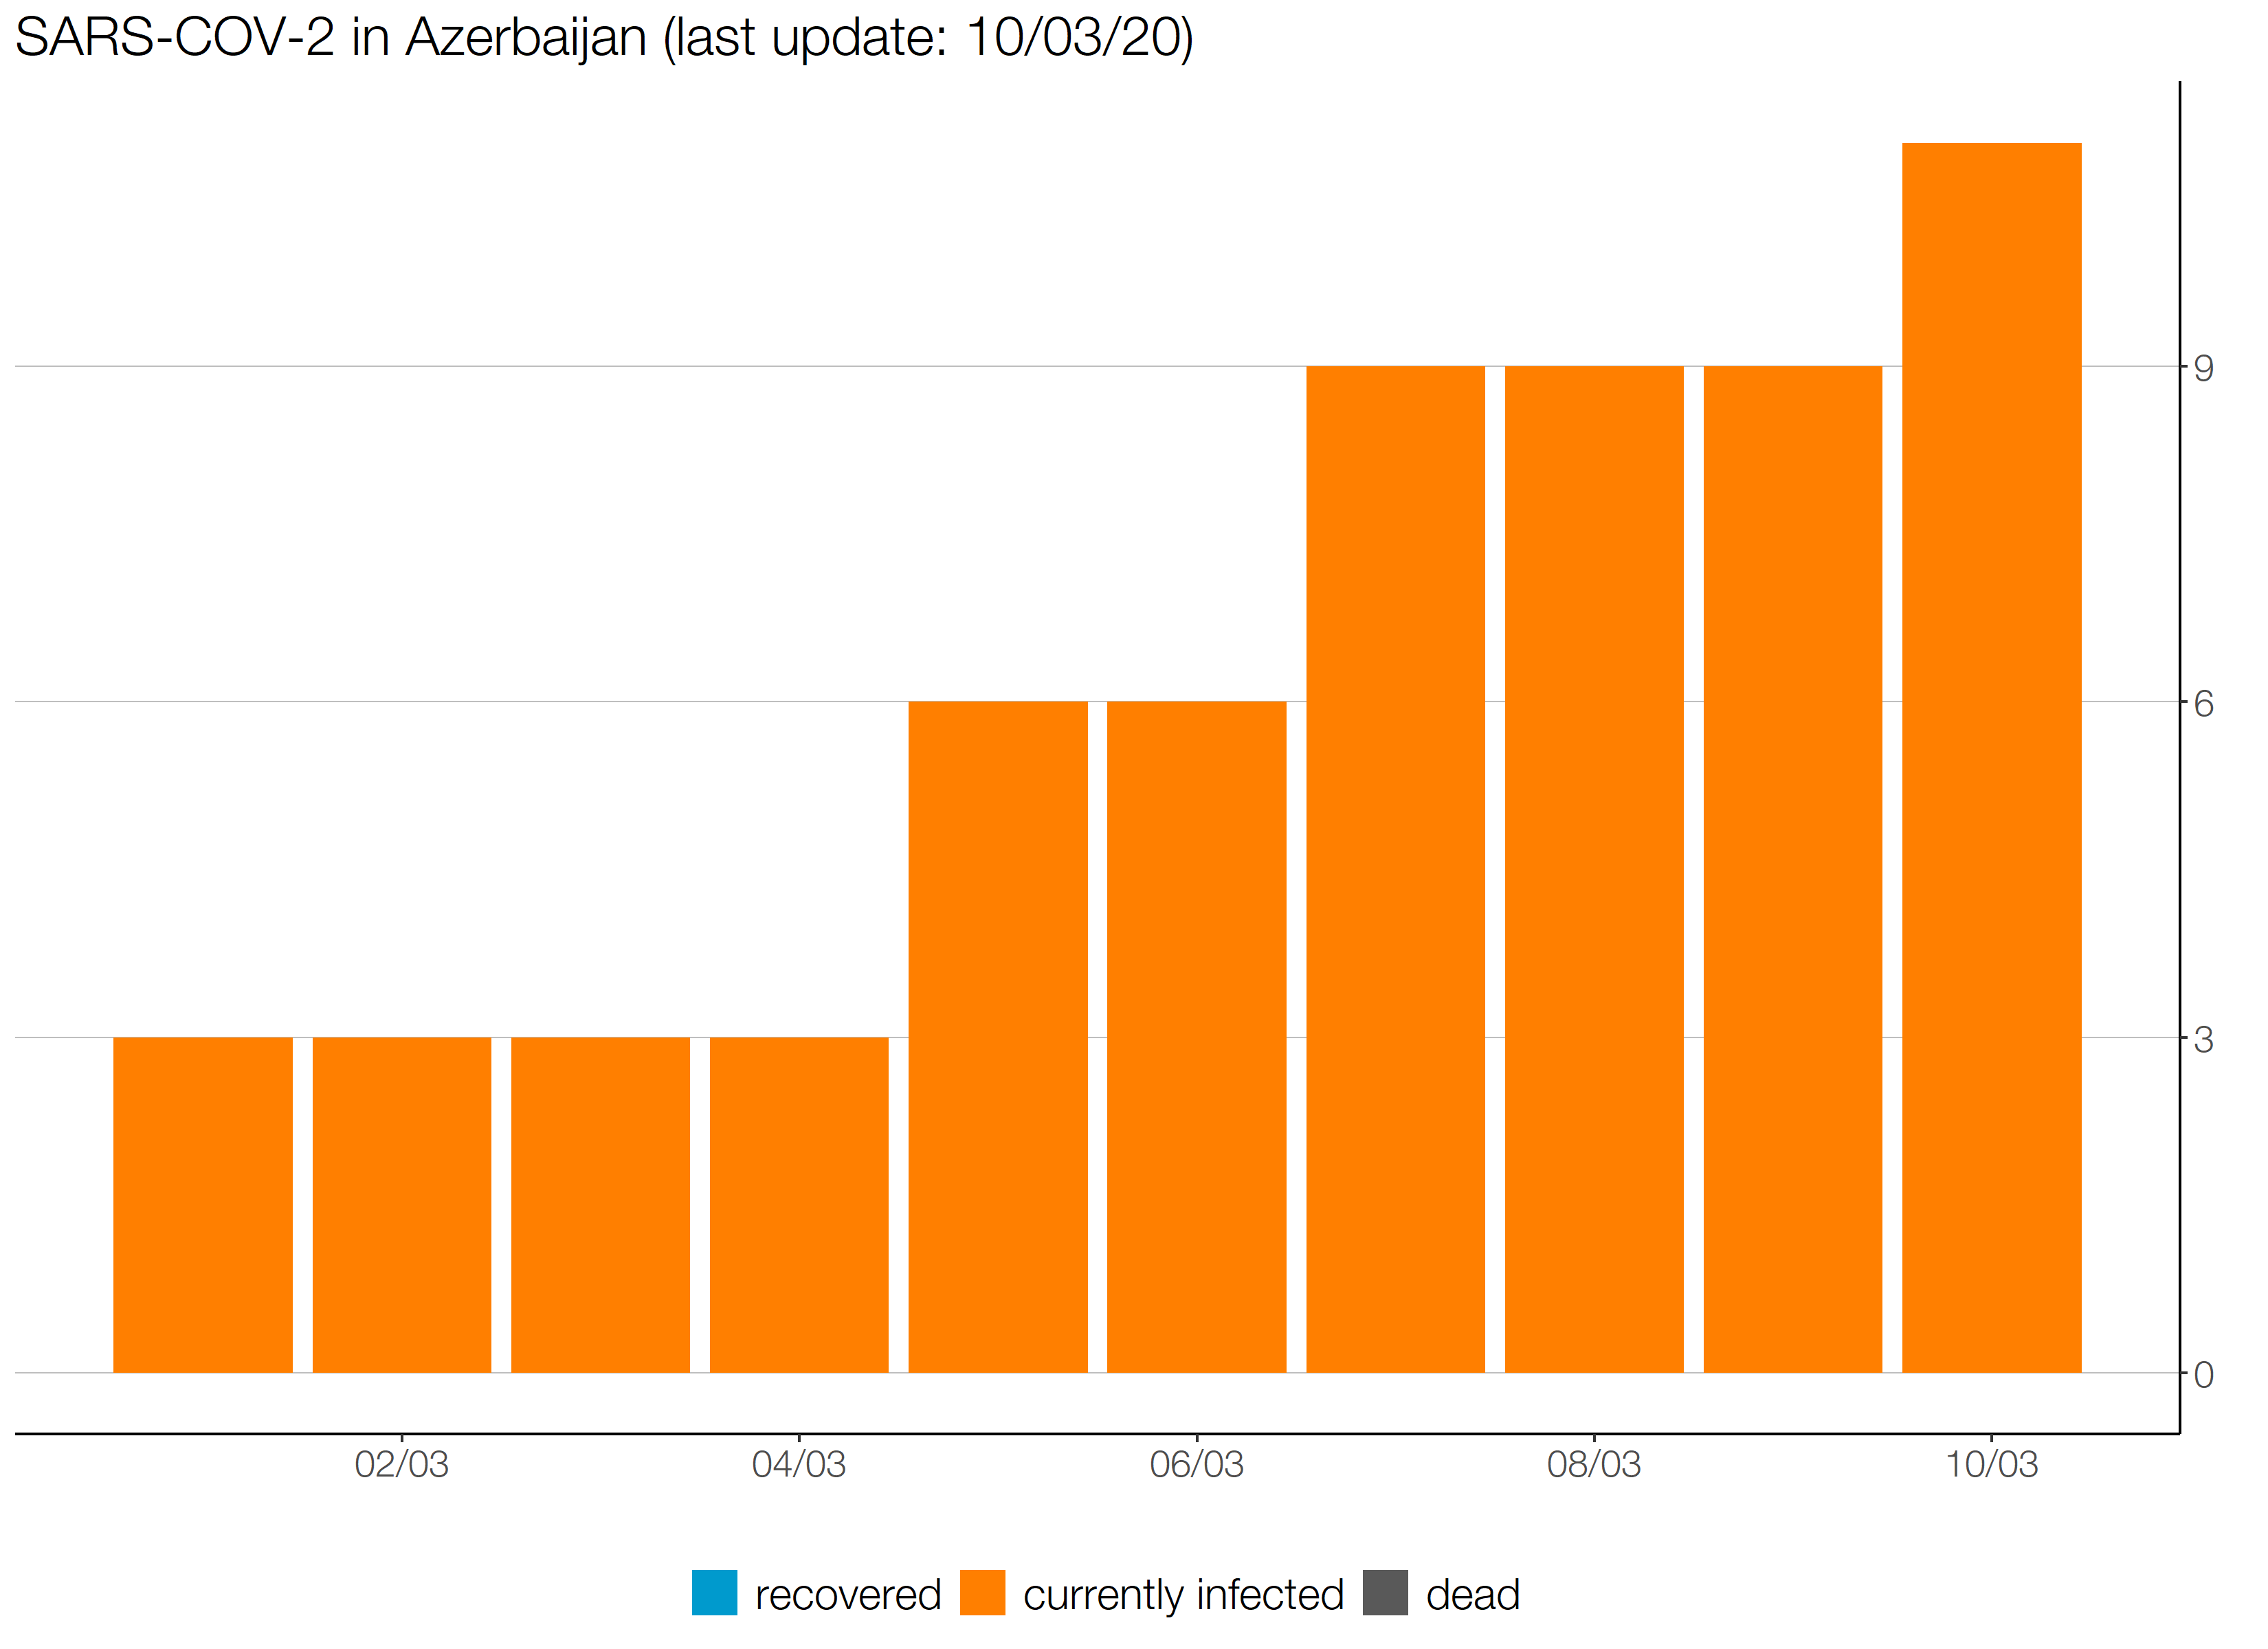 SARS-COV-2 in Azerbaijan (last update: 10/03/20)
9
6
3
0
02/03 04/03 06/03 08/03 10/03
recovered currently infected dead